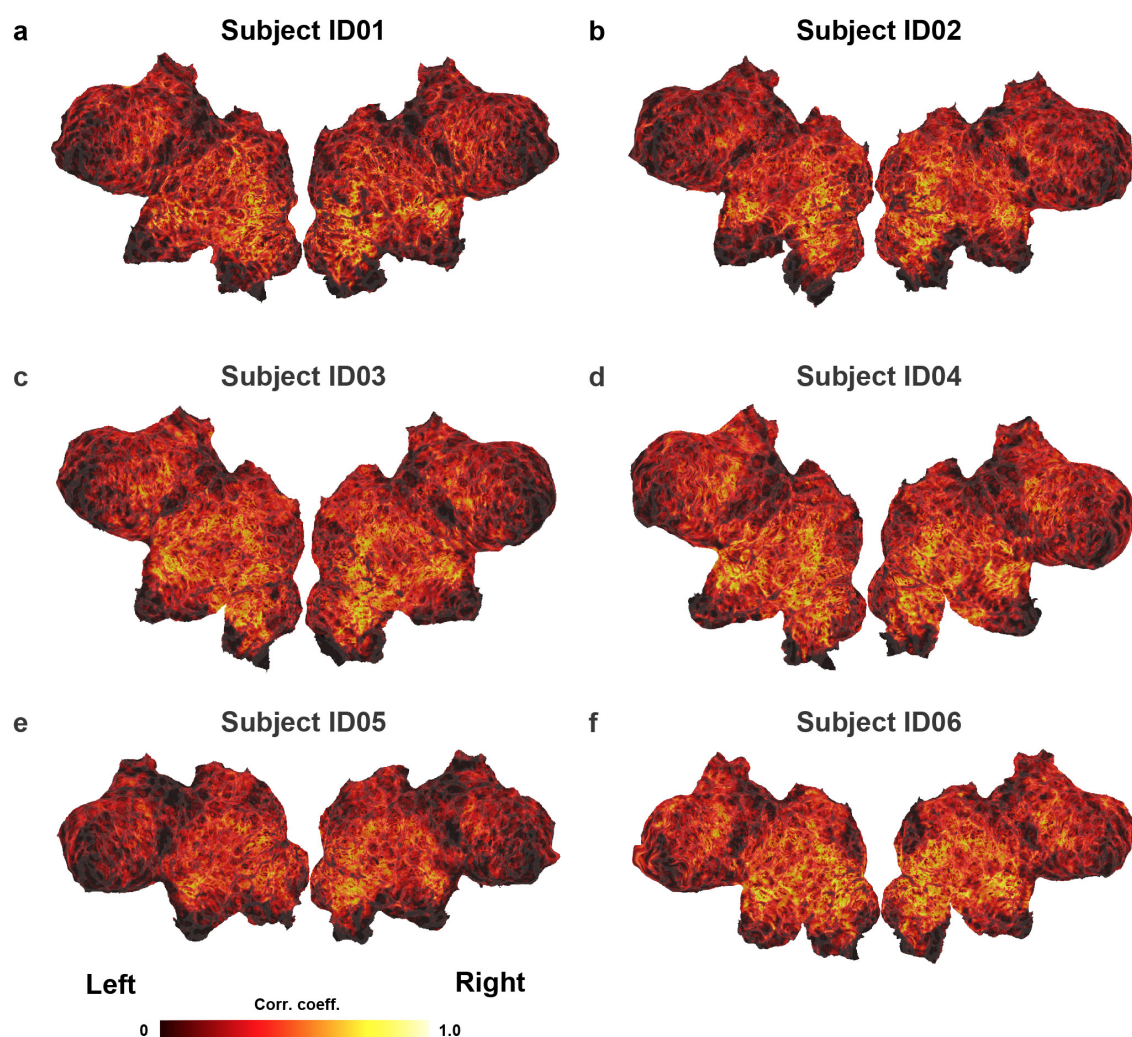 a Subject ID01
b Subject ID02
c Subject ID03
d Subject ID04
e Subject ID05
f Subject ID06
Left Right
Corr. coeff.
0 1.0